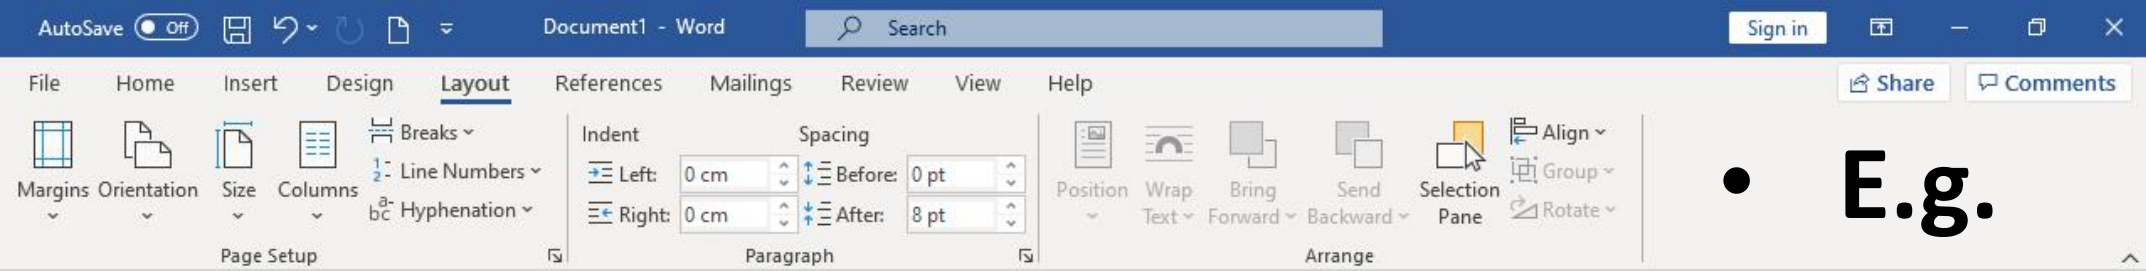 AutoSave Off Document1 - Word Search Sign in
File Home Insert Design Layout References Mailings Review View Help Share Comments
Margins Orientation Size Columns
Breaks
Line Numbers
Hyphenation
Page Setup
Indent Spacing
Left: 0 cm Before: 0 pt
Right: 0 cm After: 8 pt
Paragraph
Position Wrap Text Bring Forward Send Backward Selection Pane
Align
Group
Rotate
Arrange
• E.g.